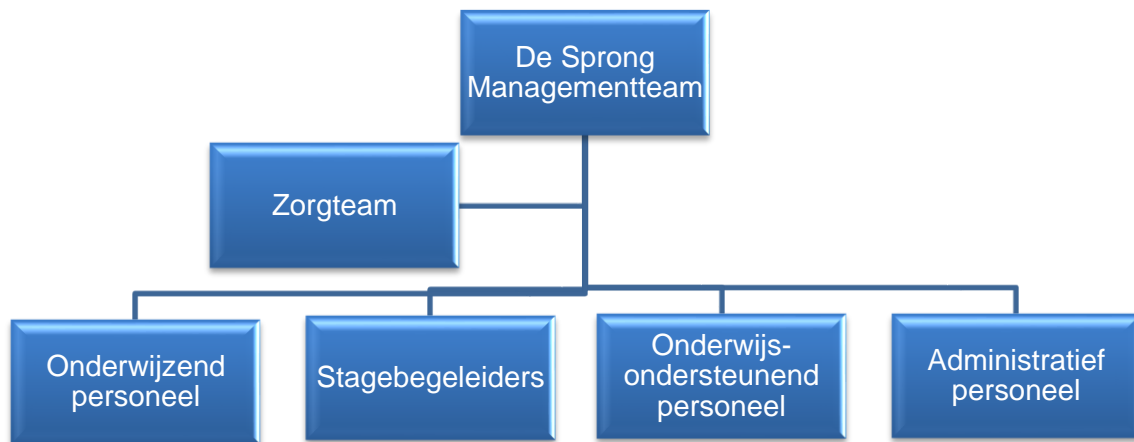 De Sprong
Managementteam
Zorgteam
Onderwijzend
personeel
Stagebegeleiders
Onderwijs-
ondersteunend
personeel
Administratief
personeel